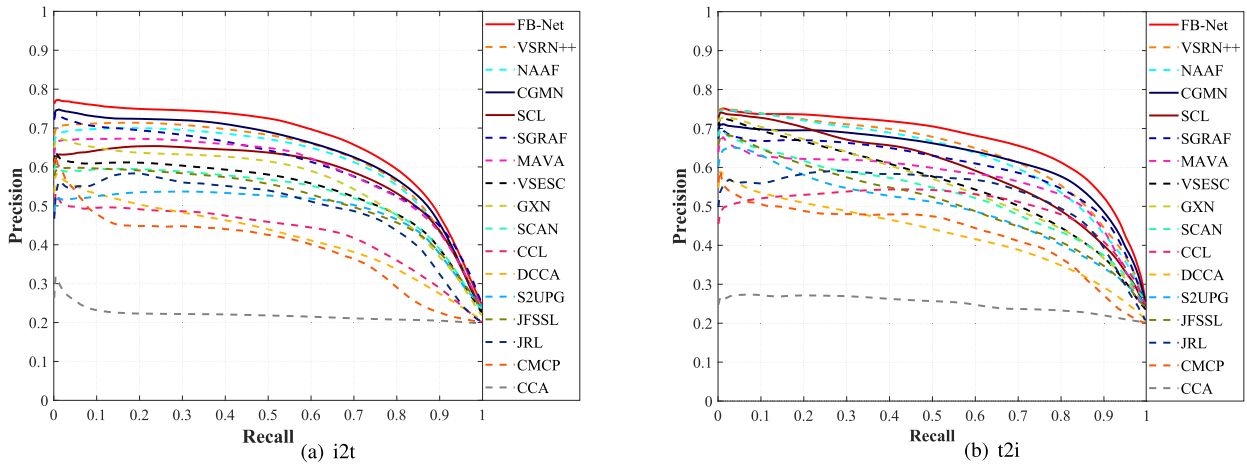 1
0.9
0.8
0.7
0.6
0.5
0.4
0.3
0.2
0.1
0
Precision
0 0.1 0.2 0.3 0.4 0.5 0.6 0.7 0.8 0.9 1
Recall
FB-Net
VSRN++
NAAF
CGMN
SCL
SGRAF
MAVA
VSESC
GXN
SCAN
CCL
DCCA
S2UPG
JFSSL
JRL
CMCP
CCA
(a) i2t
1
0.9
0.8
0.7
0.6
0.5
0.4
0.3
0.2
0.1
0
Precision
0 0.1 0.2 0.3 0.4 0.5 0.6 0.7 0.8 0.9 1
Recall
FB-Net
VSRN++
NAAF
CGMN
SCL
SGRAF
MAVA
VSESC
GXN
SCAN
CCL
DCCA
S2UPG
JFSSL
JRL
CMCP
CCA
(b) t2i